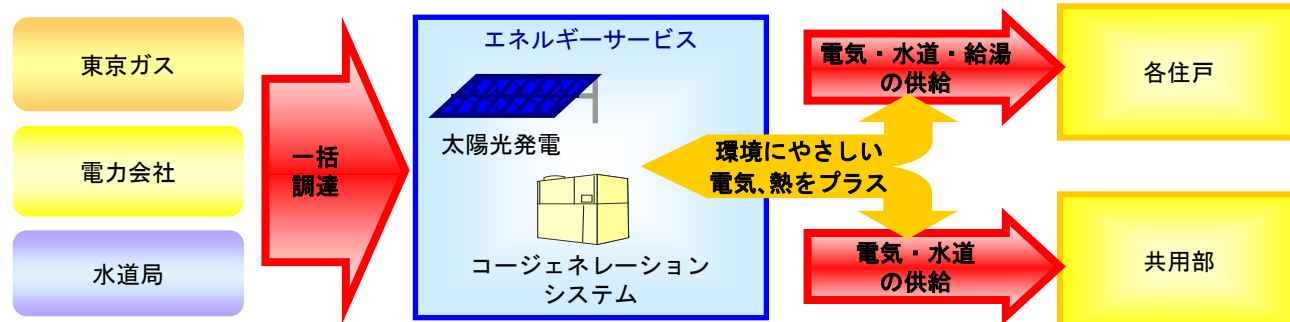 東京ガス
電力会社
水道局
一括
調達
エネルギーサービス
太陽光発電
コージェネレーション
システム
環境にやさしい
電気、熱をプラス
電気・水道・給湯
の供給
電気・水道
の供給
各住戸
共用部